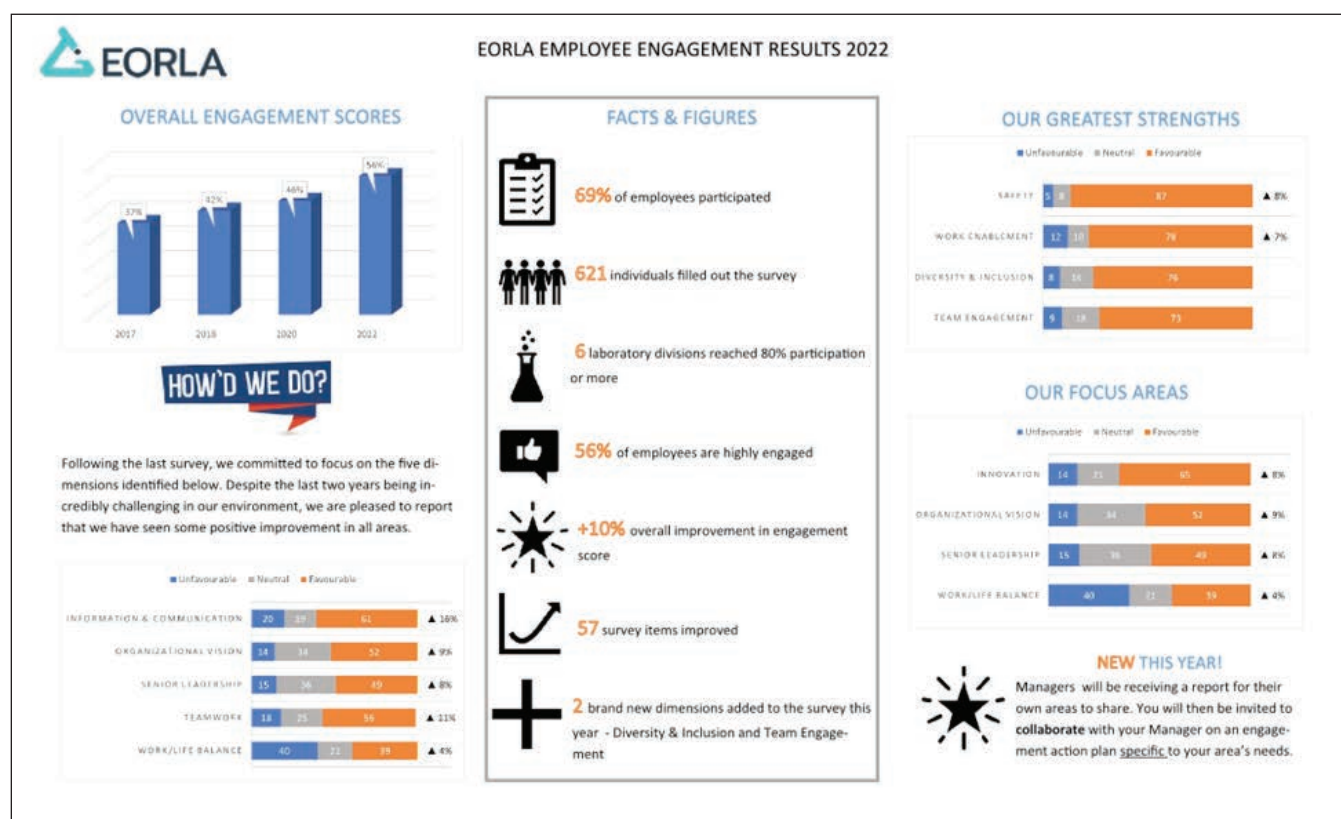 EORLA
EORLA EMPLOYEE ENGAGEMENT RESULTS 2022
OVERALL ENGAGEMENT SCORES
37%
42%
46%
56%
2017
2018
2020
2022
HOW'D WE DO?
Following the last survey, we committed to focus on the five di-
mensions identified below. Despite the last two years being in-
credibly challenging in our environment, we are pleased to report
that we have seen some positive improvement in all areas.
Unfavourable Neutral Favourable
INFORMATION & COMMUNICATION 20 19 61 ▲ 16%
ORGANIZATIONAL VISION 14 34 52 ▲ 9%
SENIOR LEADERSHIP 15 36 49 ▲ 8%
TEAMWORK 18 25 56 ▲ 11%
WORK/LIFE BALANCE 40 21 39 ▲ 4%
FACTS & FIGURES
69% of employees participated
621 individuals filled out the survey
6 laboratory divisions reached 80% participation
or more
56% of employees are highly engaged
+10% overall improvement in engagement
score
57 survey items improved
2 brand new dimensions added to the survey this
year - Diversity & Inclusion and Team Engage-
ment
OUR GREATEST STRENGTHS
Unfavourable Neutral Favourable
SAFETY 5 8 87 ▲ 8%
WORK ENABLEMENT 12 10 78 ▲ 7%
DIVERSITY & INCLUSION 8 16 76
TEAM ENGAGEMENT 9 18 73
OUR FOCUS AREAS
Unfavourable Neutral Favourable
INNOVATION 14 21 65 ▲ 8%
ORGANIZATIONAL VISION 14 34 52 ▲ 9%
SENIOR LEADERSHIP 15 36 49 ▲ 8%
WORK/LIFE BALANCE 40 21 39 ▲ 4%
NEW THIS YEAR!
Managers will be receiving a report for their
own areas to share. You will then be invited to
collaborate with your Manager on an engage-
ment action plan specific to your area's needs.